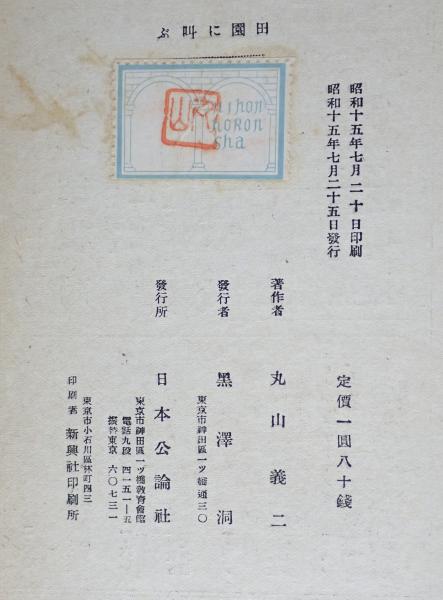 田園に叫ぶ
Nihon
Koron
sha
昭和十五年七月二十日印刷
昭和十五年七月二十五日發行
定價一圓八十錢
著作者 丸山義二
發行者 黑澤洞
東京市神田區一ツ橋通三〇
發行所 日本公論社
東京市神田區一ツ橋敎育會館
電話九段 四一五一―五
振替東京 六〇七三一
東京市小石川區林町四三
印刷者 新興社印刷所